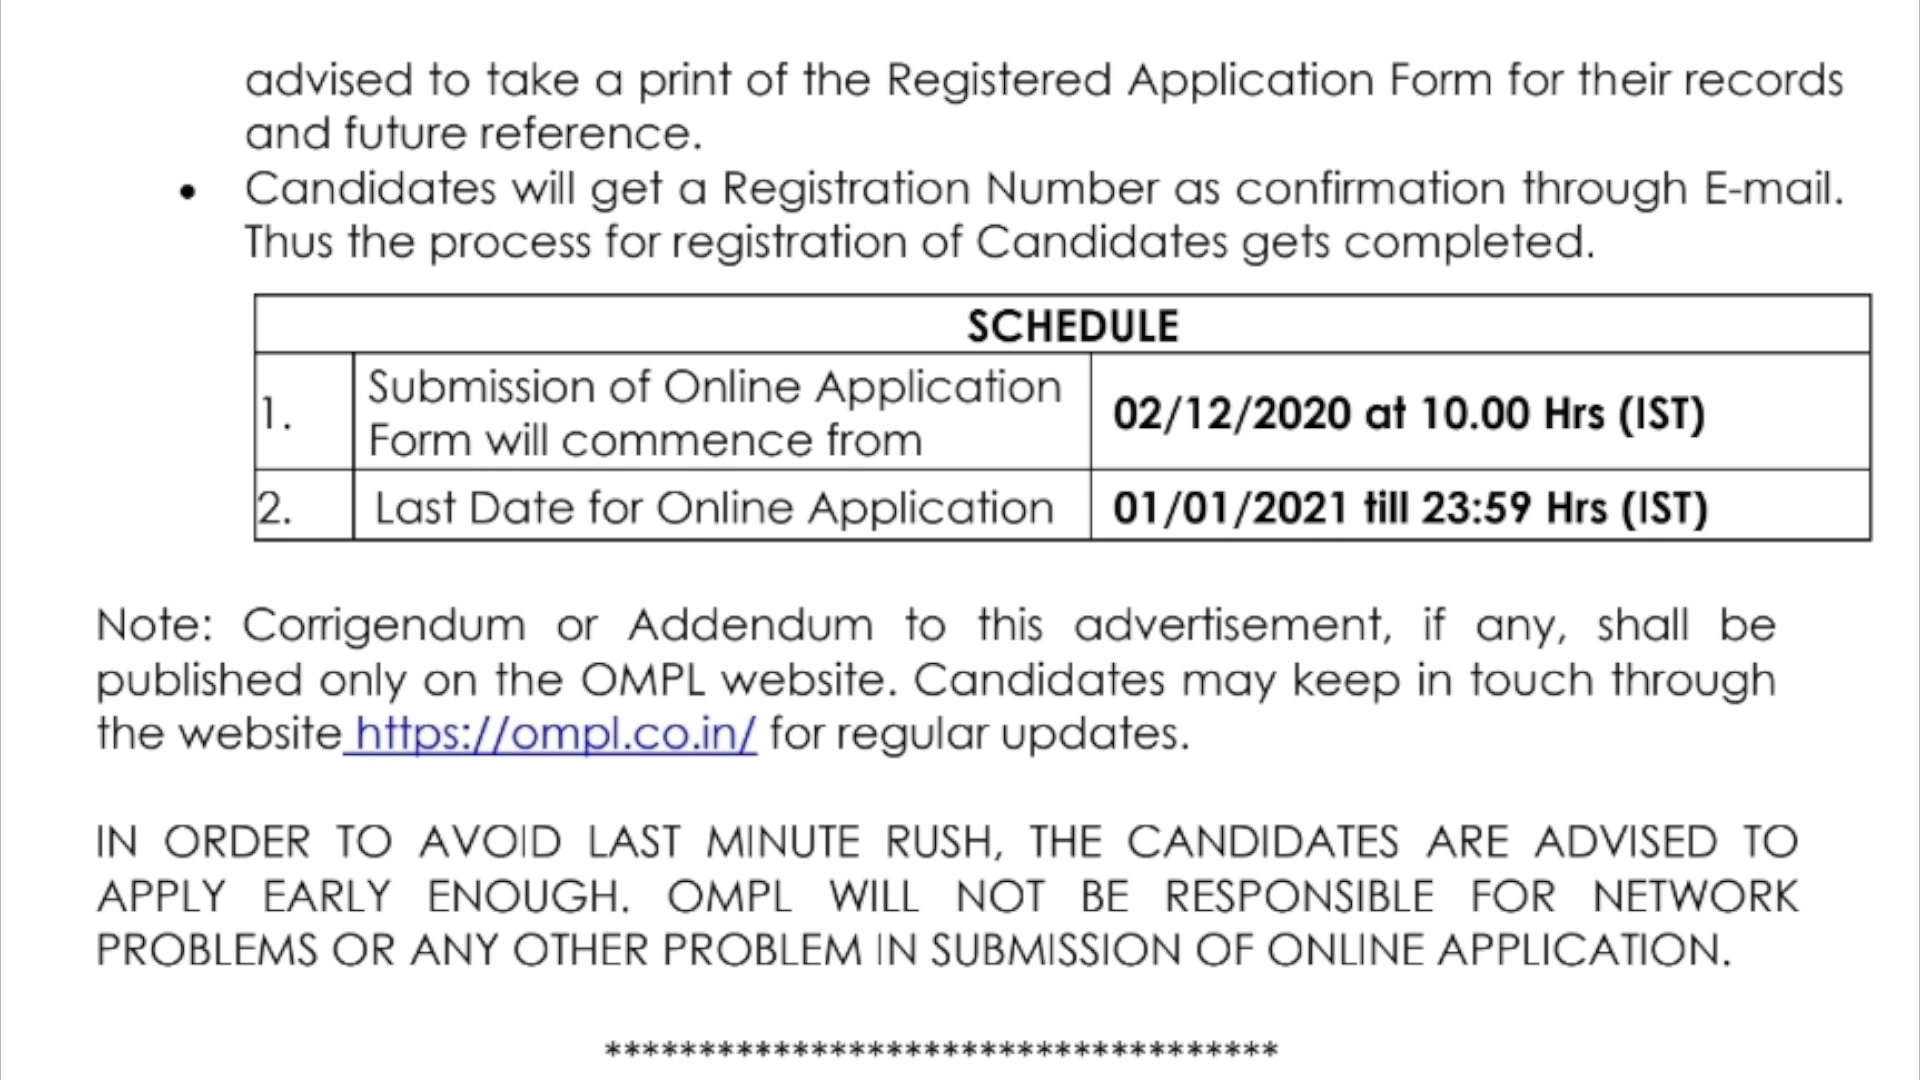 advised to take a print of the Registered Application Form for their records
and future reference.
• Candidates will get a Registration Number as confirmation through E-mail.
Thus the process for registration of Candidates gets completed.
SCHEDULE
1. Submission of Online Application Form will commence from 02/12/2020 at 10.00 Hrs (IST)
2. Last Date for Online Application 01/01/2021 till 23:59 Hrs (IST)
Note: Corrigendum or Addendum to this advertisement, if any, shall be
published only on the OMPL website. Candidates may keep in touch through
the website https://ompl.co.in/ for regular updates.
IN ORDER TO AVOID LAST MINUTE RUSH, THE CANDIDATES ARE ADVISED TO
APPLY EARLY ENOUGH. OMPL WILL NOT BE RESPONSIBLE FOR NETWORK
PROBLEMS OR ANY OTHER PROBLEM IN SUBMISSION OF ONLINE APPLICATION.
************************************